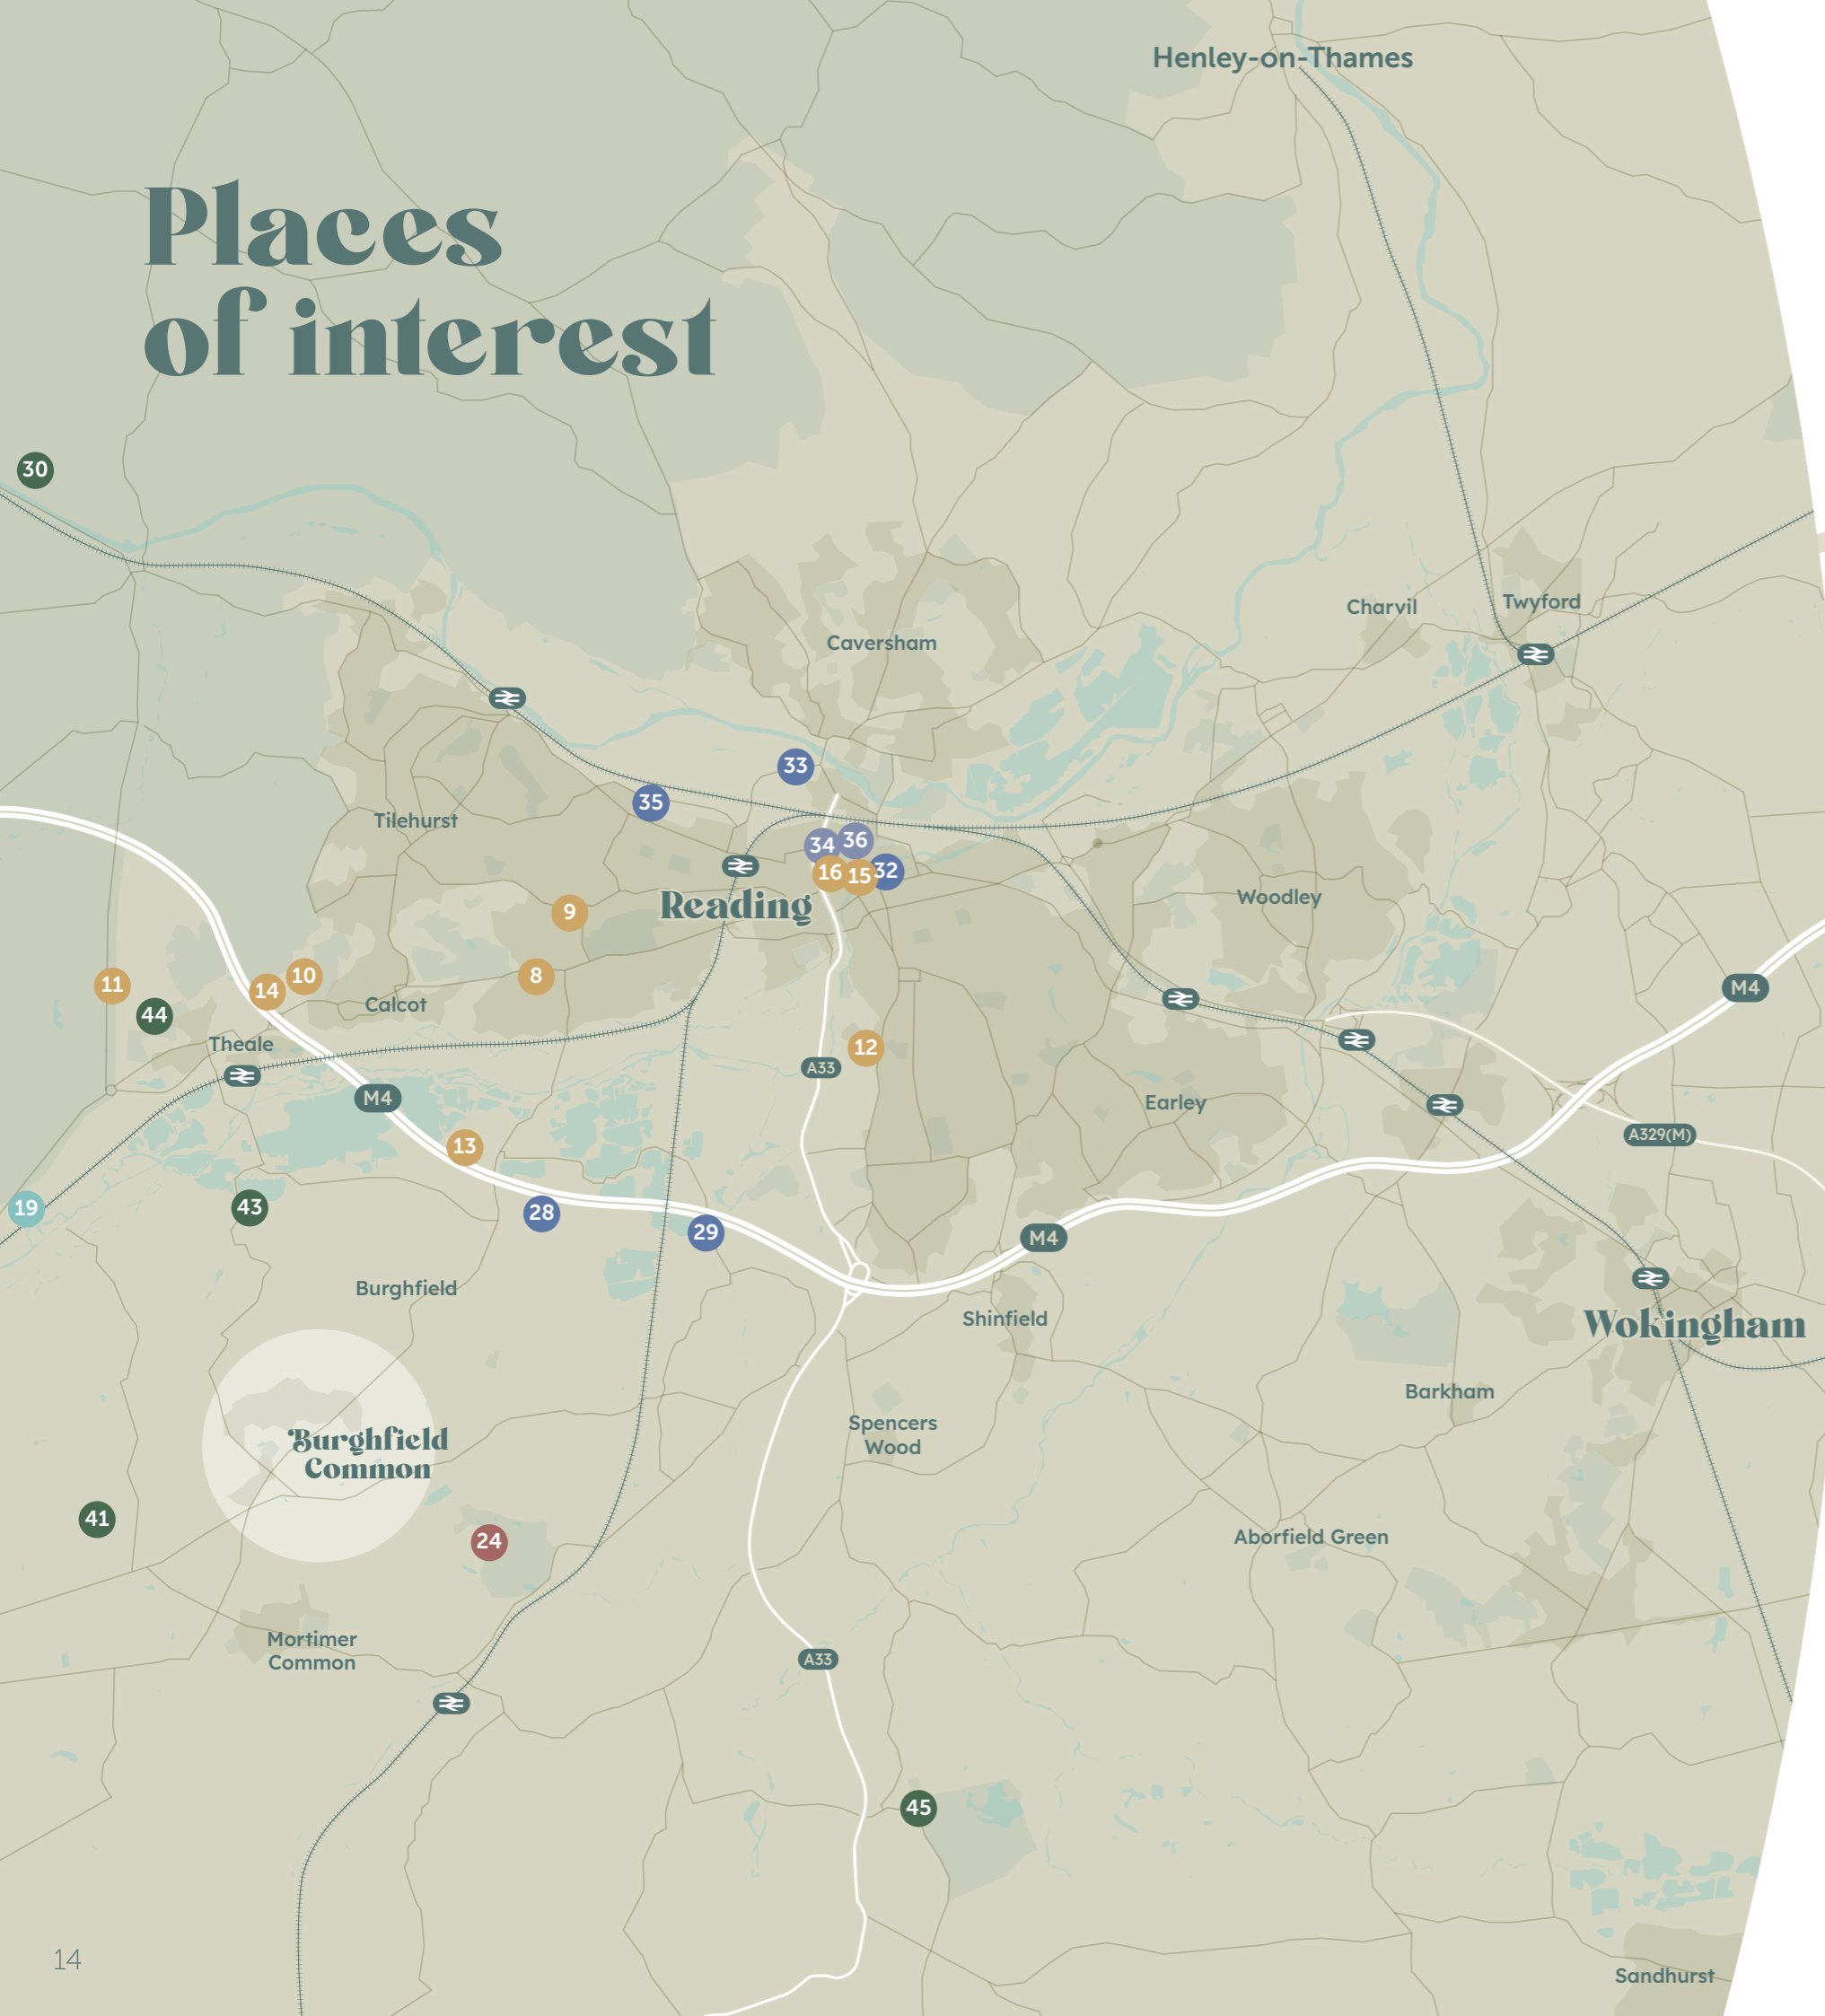 Henley-on-Thames
Places
of interest
30
Charvil
Twyford
Caversham
33
35
Tilehurst
34
36
16
15
32
Reading
Woodley
9
8
11
10
14
44
Calcot
M4
Theale
12
A33
M4
Earley
A329(M)
13
19
43
28
29
M4
Burghfield
Shinfield
Wokingham
Barkham
Burghfield
Common
Spencers
Wood
41
24
Aborfield Green
Mortimer
Common
A33
45
14
Sandhurst